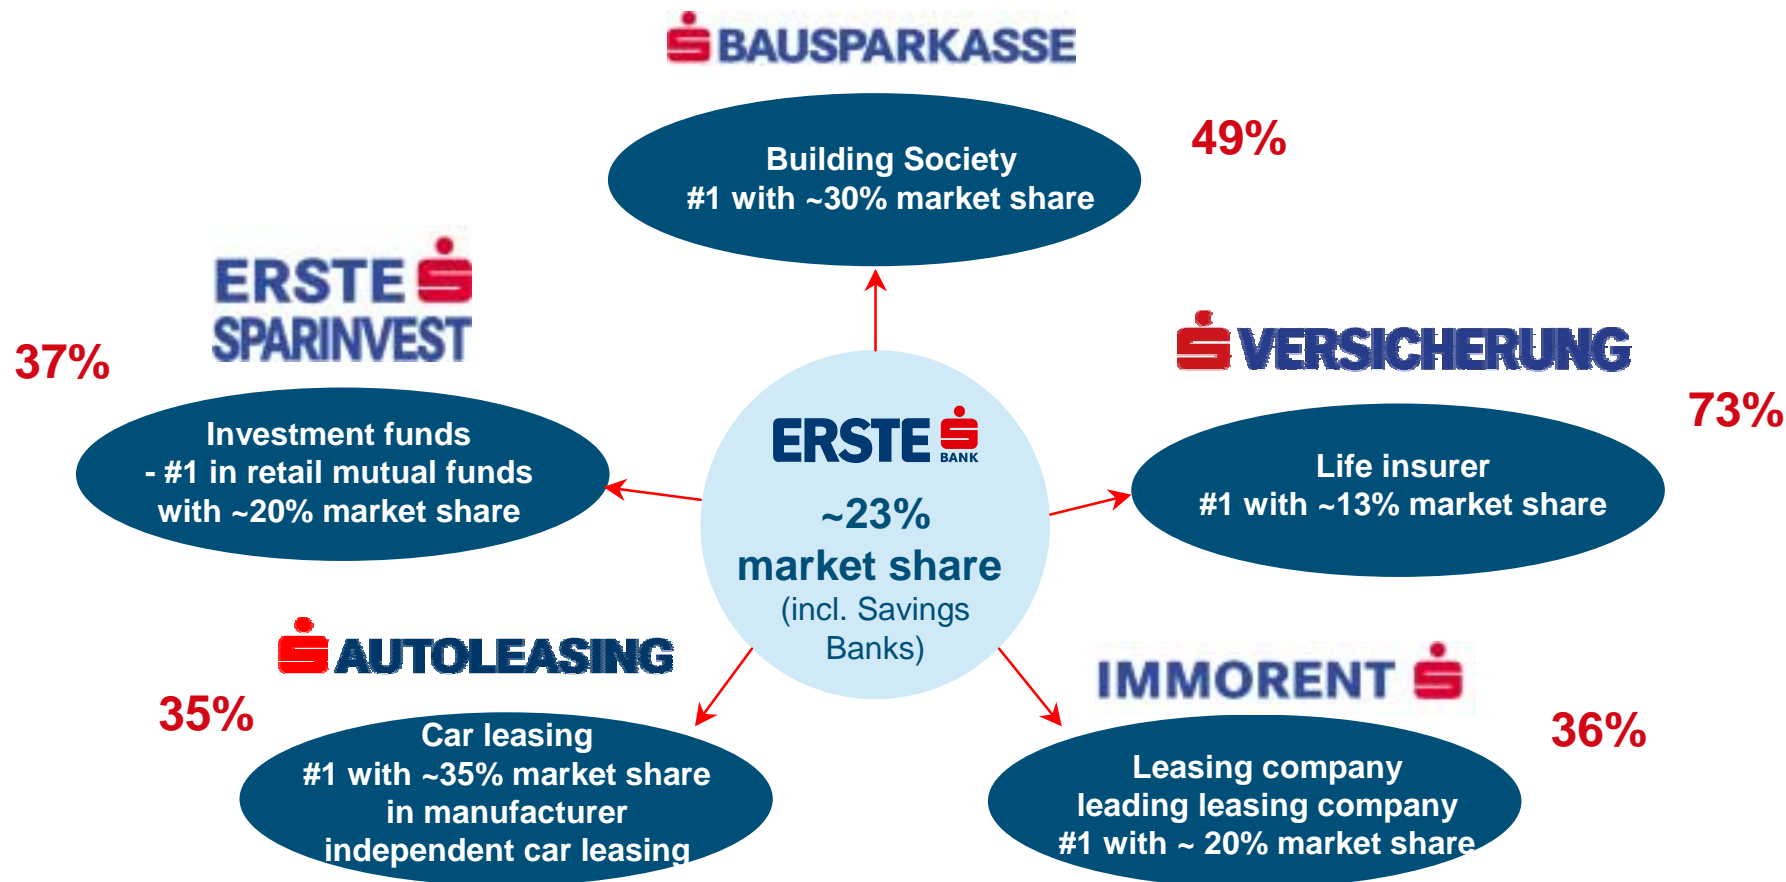 BAUSPARKASSE
49%
Building Society
#1 with ~30% market share
ERSTE
SPARINVEST
37%
Investment funds
- #1 in retail mutual funds
with ~20% market share
VERSICHERUNG
73%
Life insurer
#1 with ~13% market share
ERSTE
BANK
~23%
market share
(incl. Savings
Banks)
AUTOLEASING
35%
Car leasing
#1 with ~35% market share
in manufacturer
independent car leasing
IMMORENT
36%
Leasing company
leading leasing company
#1 with ~ 20% market share